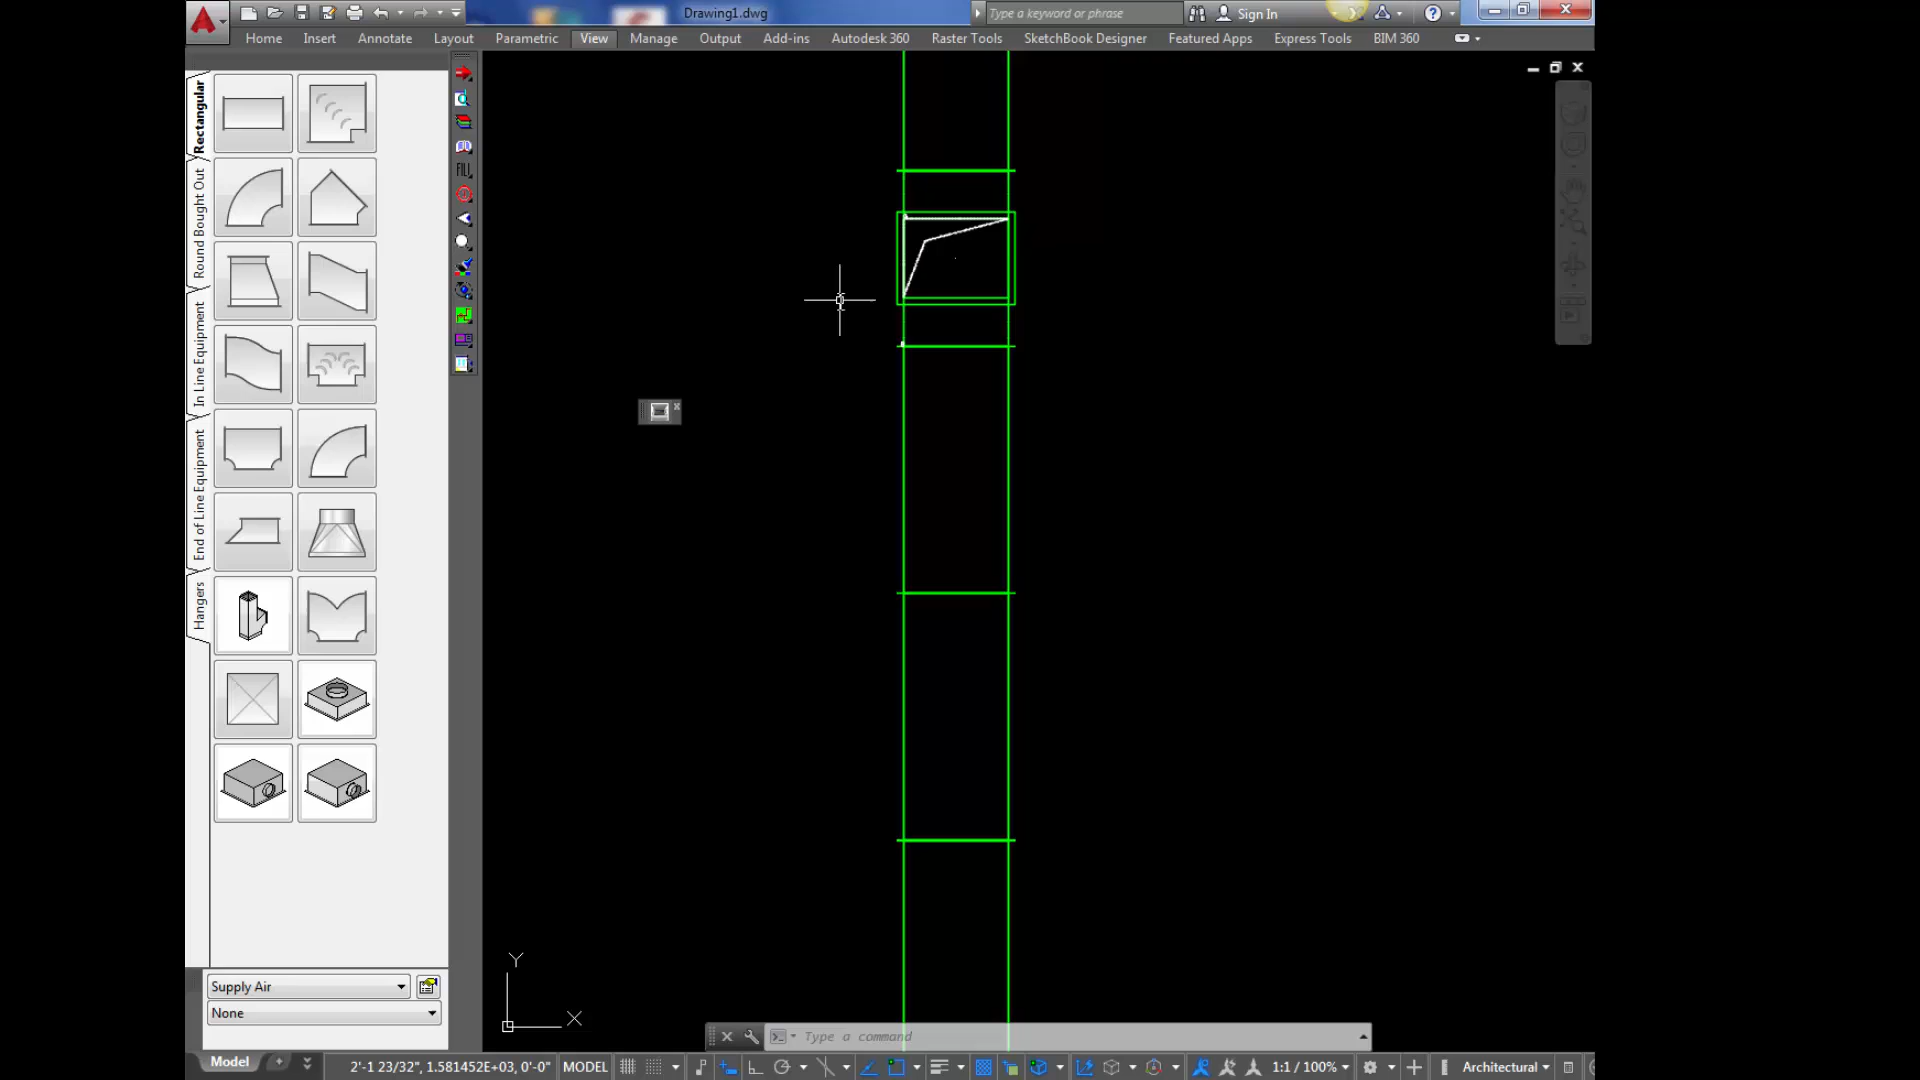 Drawing1.dwg
Type a keyword or phrase
Sign In
Home
Insert
Annotate
Layout
Parametric
View
Manage
Output
Add-ins
Autodesk 360
Raster Tools
SketchBook Designer
Featured Apps
Express Tools
BIM 360
Rectangular
Round Bought Out
In Line Equipment
End of Line Equipment
Hangers
FILL
Supply Air
None
Y
X
Type a command
Model
2'-1 23/32", 1.581452E+03, 0'-0"
MODEL
1:1 / 100%
Architectural